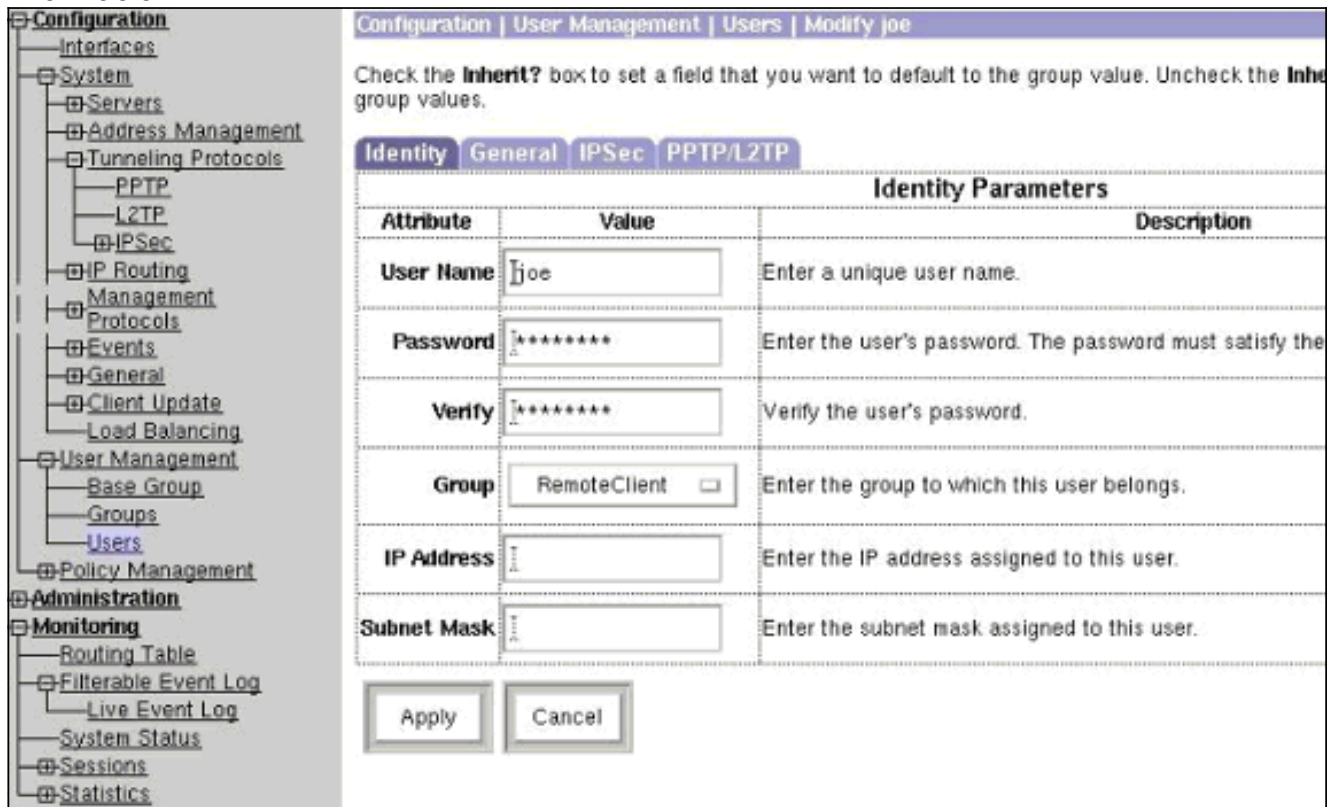 Configuration
Interfaces
System
Servers
Address Management
Tunneling Protocols
PPTP
L2TP
IPSec
IP Routing
Management
Protocols
Events
General
Client Update
Load Balancing
User Management
Base Group
Groups
Users
Policy Management
Administration
Monitoring
Routing Table
Filterable Event Log
Live Event Log
System Status
Sessions
Statistics
Configuration | User Management | Users | Modify joe
Check the Inherit? box to set a field that you want to default to the group value. Uncheck the Inhe
group values.
Identity General IPSec PPTP/L2TP
Identity Parameters
Attribute Value Description
User Name joe Enter a unique user name.
Password ******** Enter the user's password. The password must satisfy the
Verify ******** Verify the user's password.
Group RemoteClient Enter the group to which this user belongs.
IP Address Enter the IP address assigned to this user.
Subnet Mask Enter the subnet mask assigned to this user.
Apply Cancel